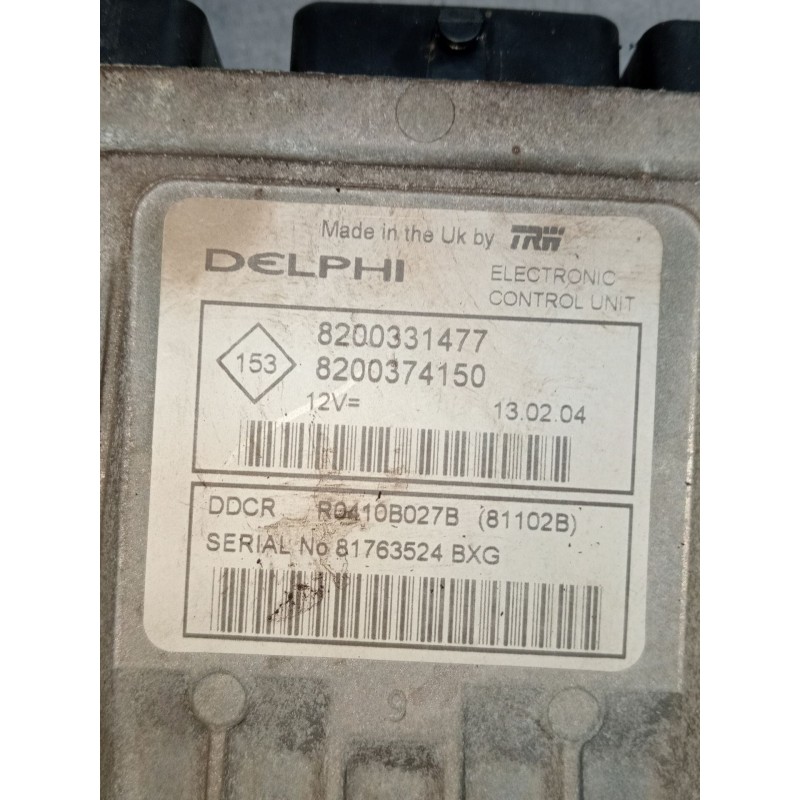 Made in the Uk by TRW
DELPHI
ELECTRONIC
CONTROL UNIT
153
8200331477
8200374150
12V= 13.02.04
DDCR R0410B027B (81102B)
SERIAL No 81763524 BXG
9